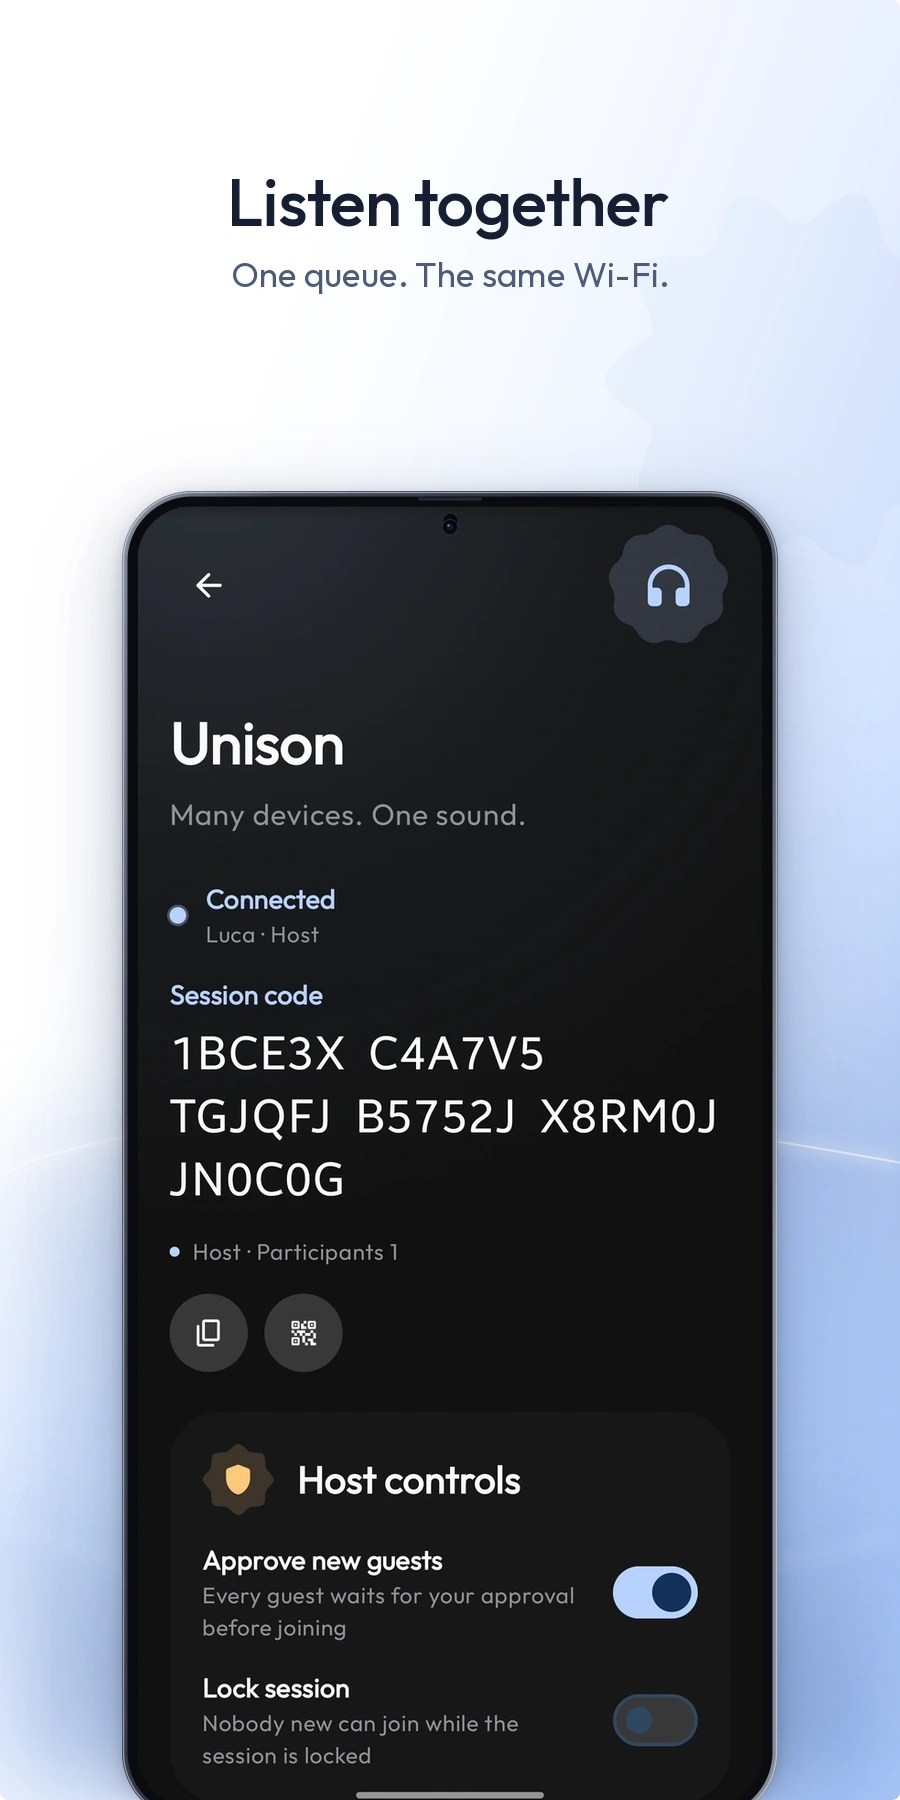 Listen together
One queue. The same Wi-Fi.
Unison
Many devices. One sound.
Connected
Luca · Host
Session code
1BCE3X C4A7V5
TGJQFJ B5752J X8RM0J
JN0C0G
Host · Participants 1
Host controls
Approve new guests
Every guest waits for your approval
before joining
Lock session
Nobody new can join while the
session is locked